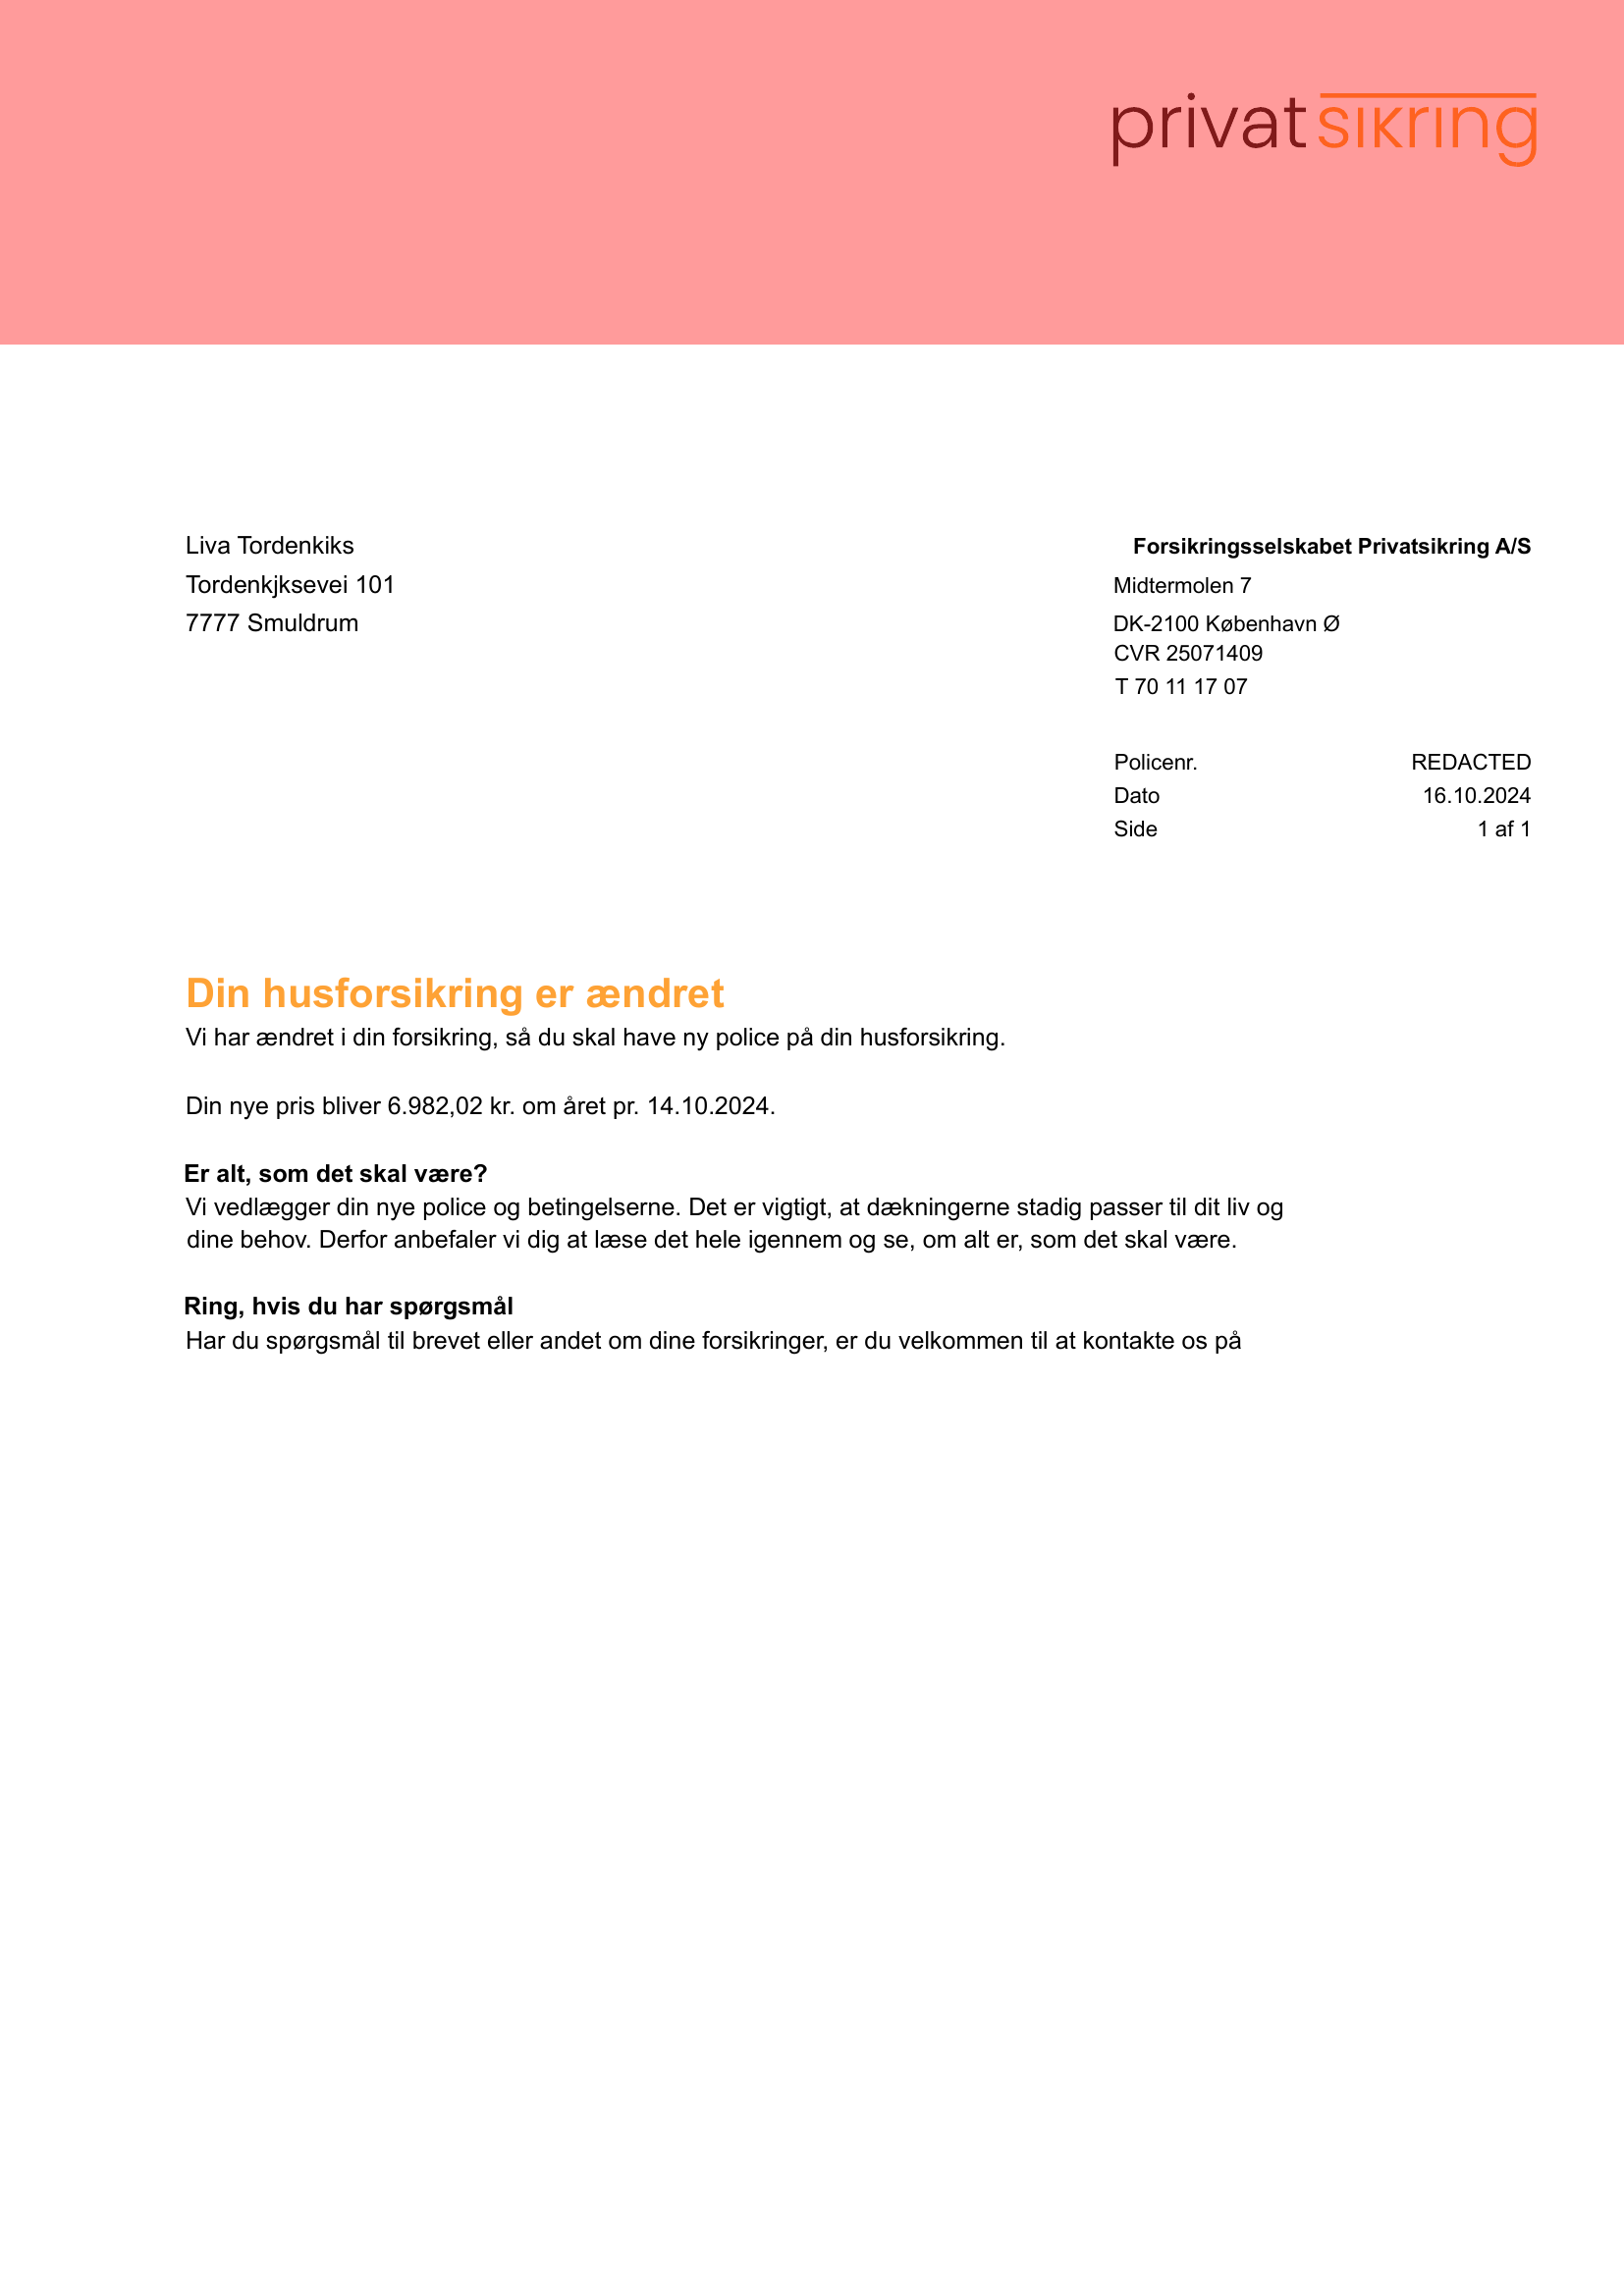 privatsikring
Liva Tordenkiks
Tordenkjksevei 101
7777 Smuldrum
Forsikringsselskabet Privatsikring A/S
Midtermolen 7
DK-2100 København Ø
CVR 25071409
T 70 11 17 07
Policenr. REDACTED
Dato 16.10.2024
Side 1 af 1
Din husforsikring er ændret
Vi har ændret i din forsikring, så du skal have ny police på din husforsikring.
Din nye pris bliver 6.982,02 kr. om året pr. 14.10.2024.
Er alt, som det skal være?
Vi vedlægger din nye police og betingelserne. Det er vigtigt, at dækningerne stadig passer til dit liv og
dine behov. Derfor anbefaler vi dig at læse det hele igennem og se, om alt er, som det skal være.
Ring, hvis du har spørgsmål
Har du spørgsmål til brevet eller andet om dine forsikringer, er du velkommen til at kontakte os på